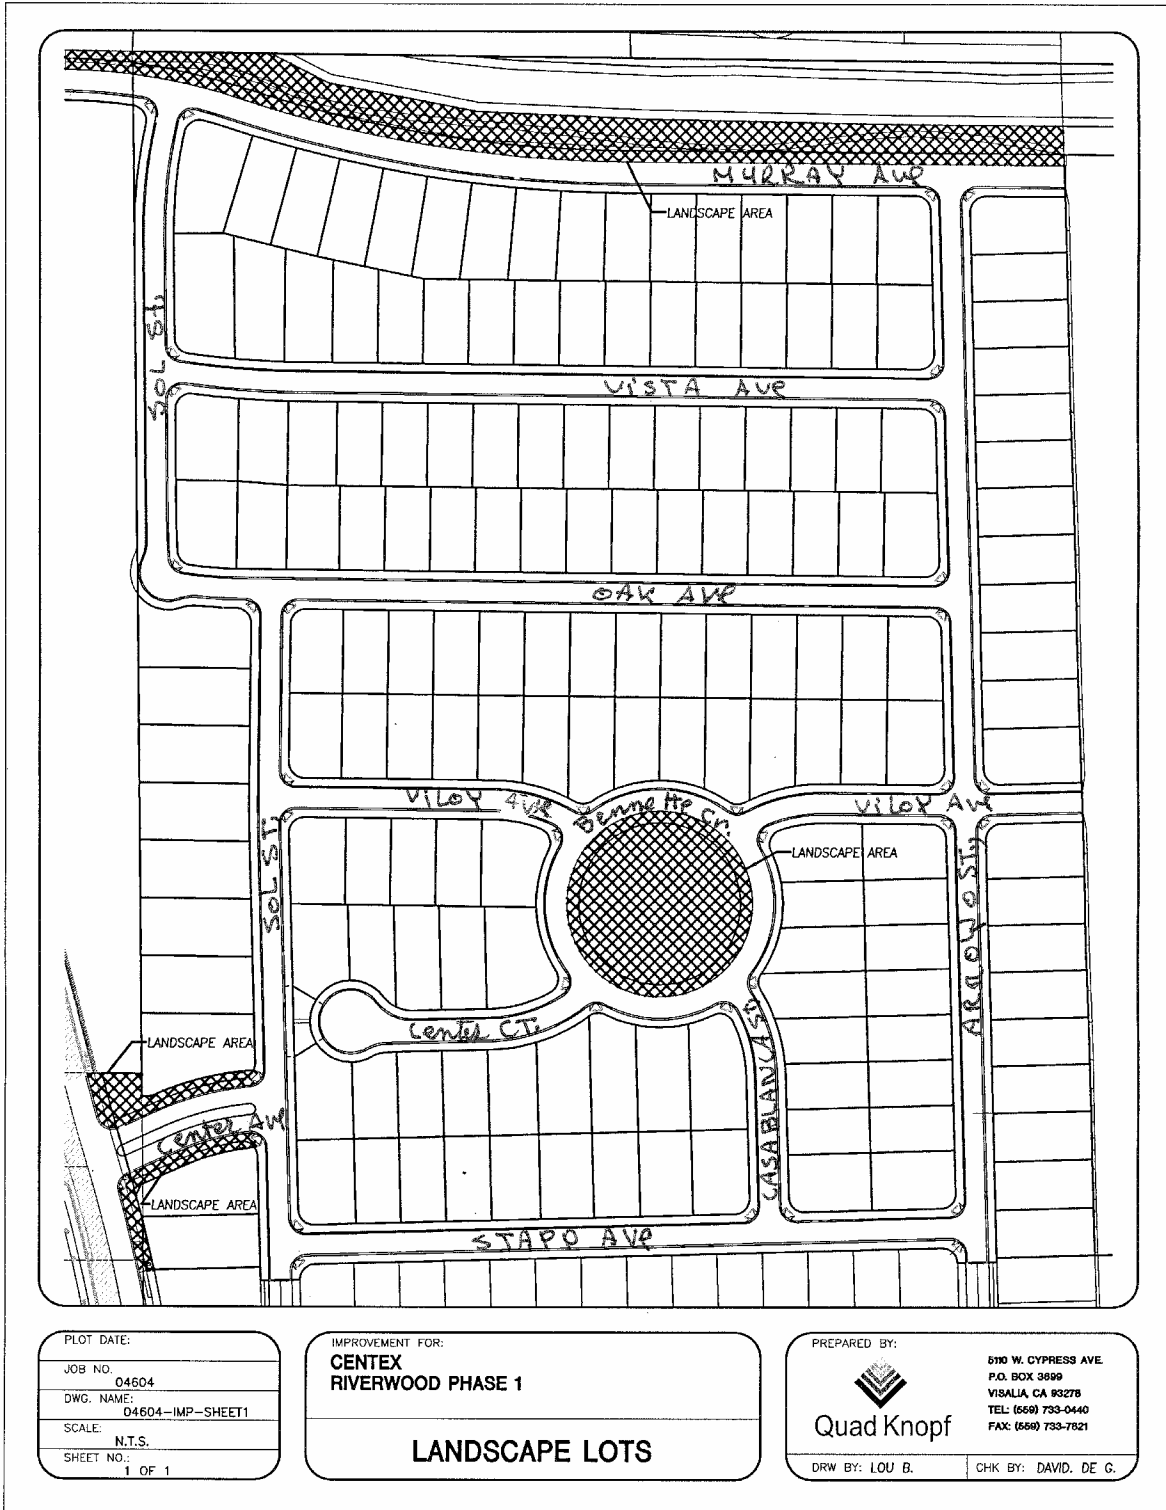 MURRAY AVE
LANDSCAPE AREA
SOL St.
VISTA AVE
OAK AVE
VILOY AVE
Bennett Cr.
VILOY AVE
LANDSCAPE AREA
SOL ST.
ARROWO ST.
Center CT.
CASABLANCA ST.
LANDSCAPE AREA
Center AVE
LANDSCAPE AREA
STAPP AVE
PLOT DATE:
JOB NO.
04604
DWG. NAME:
04604-IMP-SHEET1
SCALE:
N.T.S.
SHEET NO.:
1 OF 1
IMPROVEMENT FOR:
CENTEX
RIVERWOOD PHASE 1
LANDSCAPE LOTS
PREPARED BY:
Quad Knopf
5110 W. CYPRESS AVE.
P.O. BOX 3699
VISALIA, CA 93278
TEL: (559) 733-0440
FAX: (559) 733-7821
DRW BY: LOU B.
CHK BY: DAVID. DE G.